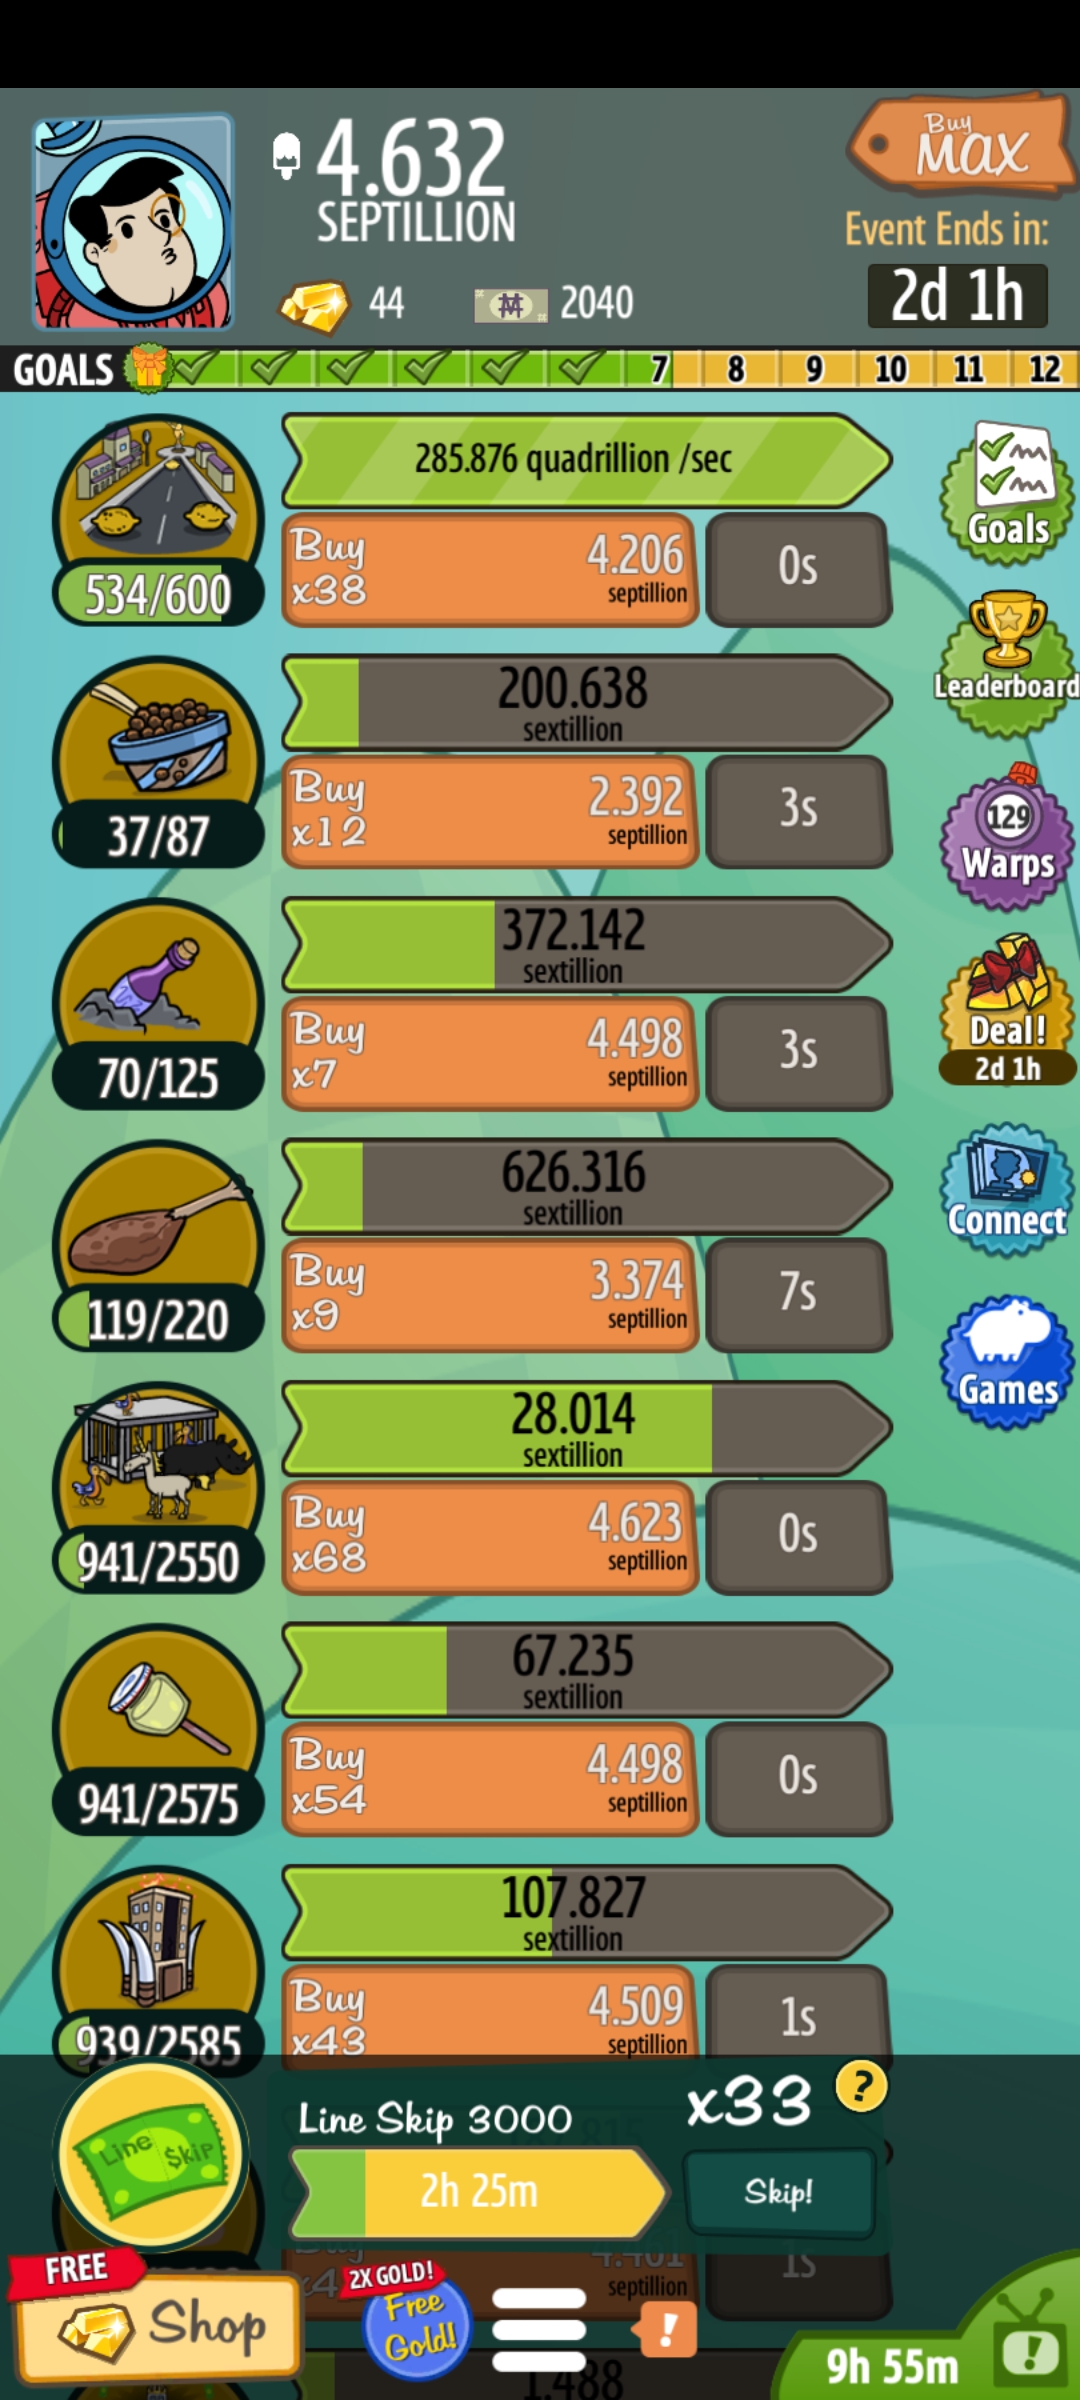 4.632
SEPTILLION
Buy
MAX
Event Ends in:
44
2040
2d 1h
GOALS
7
8
9
10
11
12
285.876 quadrillion /sec
Buy
x38
4.206
septillion
0s
534/600
Goals
200.638
sextillion
Leaderboard
Buy
x12
2.392
septillion
3s
37/87
129
Warps
372.142
sextillion
Buy
x7
4.498
septillion
3s
70/125
Deal!
2d 1h
626.316
sextillion
Buy
x9
3.374
septillion
7s
119/220
Connect
28.014
sextillion
Games
Buy
x68
4.623
septillion
0s
941/2550
67.235
sextillion
Buy
x54
4.498
septillion
0s
941/2575
107.827
sextillion
Buy
x43
4.509
septillion
1s
939/2585
Line Skip 3000
x33
?
Line $kip
2h 25m
Skip!
4.461
septillion
1s
FREE
Shop
2X GOLD!
Free
Gold!
!
1.488
9h 55m
!